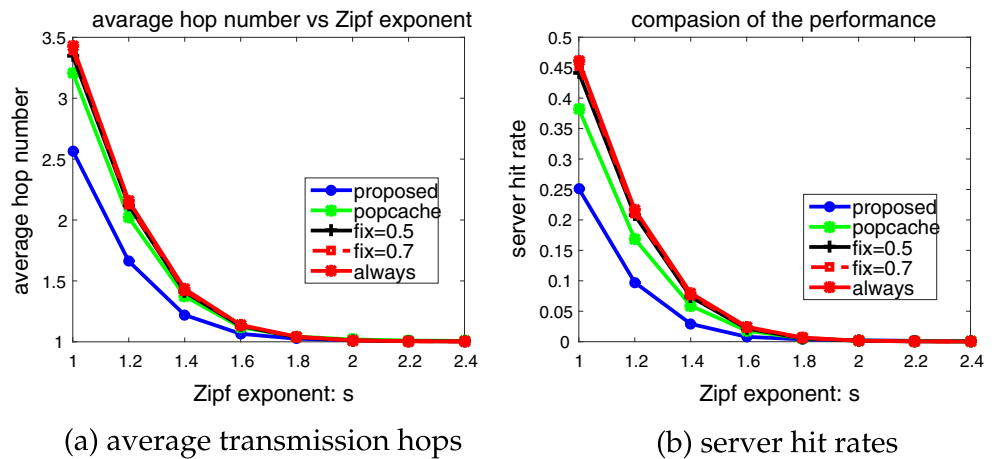 avarage hop number vs Zipf exponent
3.5
3
2.5
2
1.5
1
average hop number
proposed
popcache
fix=0.5
fix=0.7
always
1 1.2 1.4 1.6 1.8 2 2.2 2.4
Zipf exponent: s
(a) average transmission hops
compasion of the performance
0.5
0.45
0.4
0.35
0.3
0.25
0.2
0.15
0.1
0.05
0
server hit rate
proposed
popcache
fix=0.5
fix=0.7
always
1 1.2 1.4 1.6 1.8 2 2.2 2.4
Zipf exponent: s
(b) server hit rates